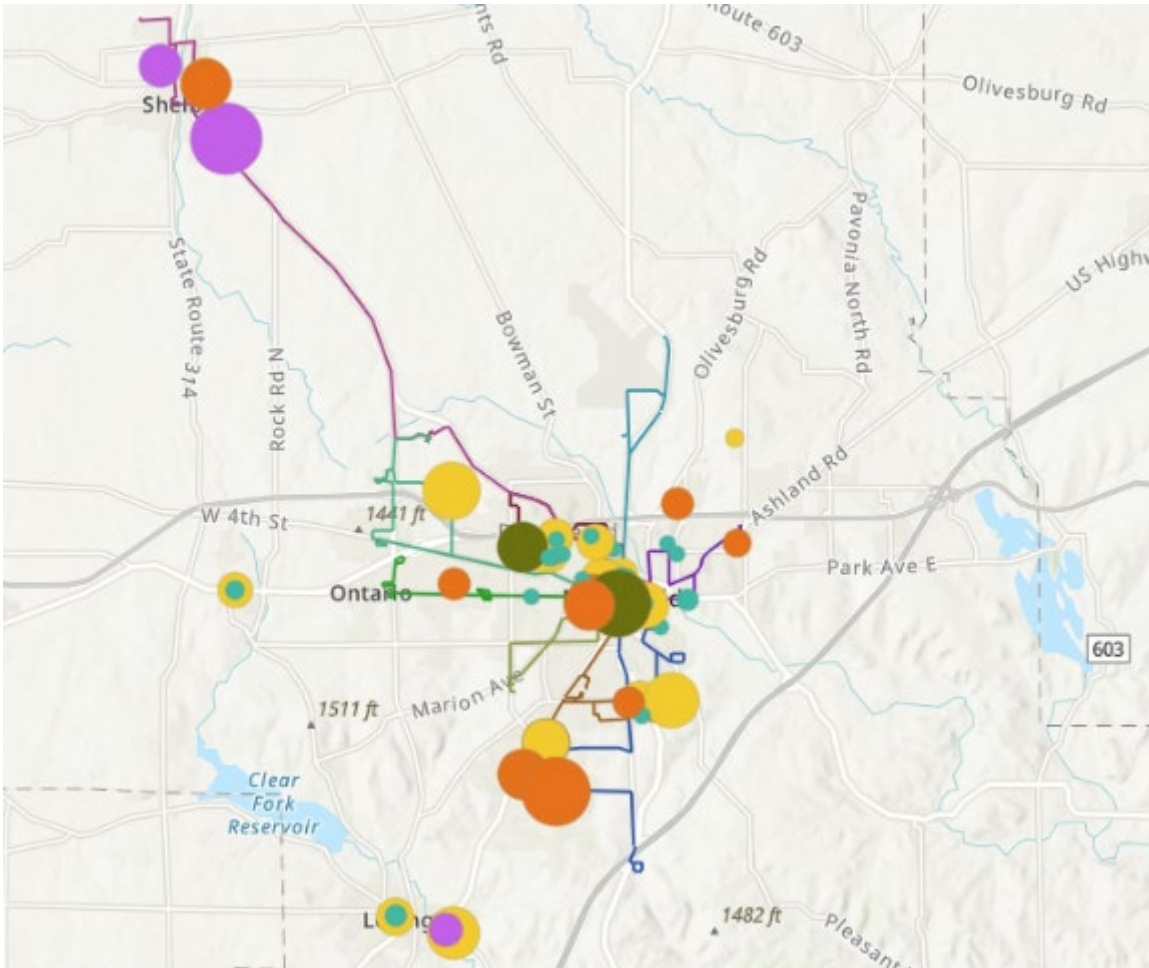 Route 603
nts Rd
Olivesburg Rd
Shel
State Route 314
Rock Rd N
Bowman St
Olivesburg Rd
Pavonia North Rd
US Highw
Ashland Rd
W 4th St
1441 ft
Park Ave E
Ontario
603
Marion Ave
1511 ft
Clear
Fork
Reservoir
1482 ft
Pleasant